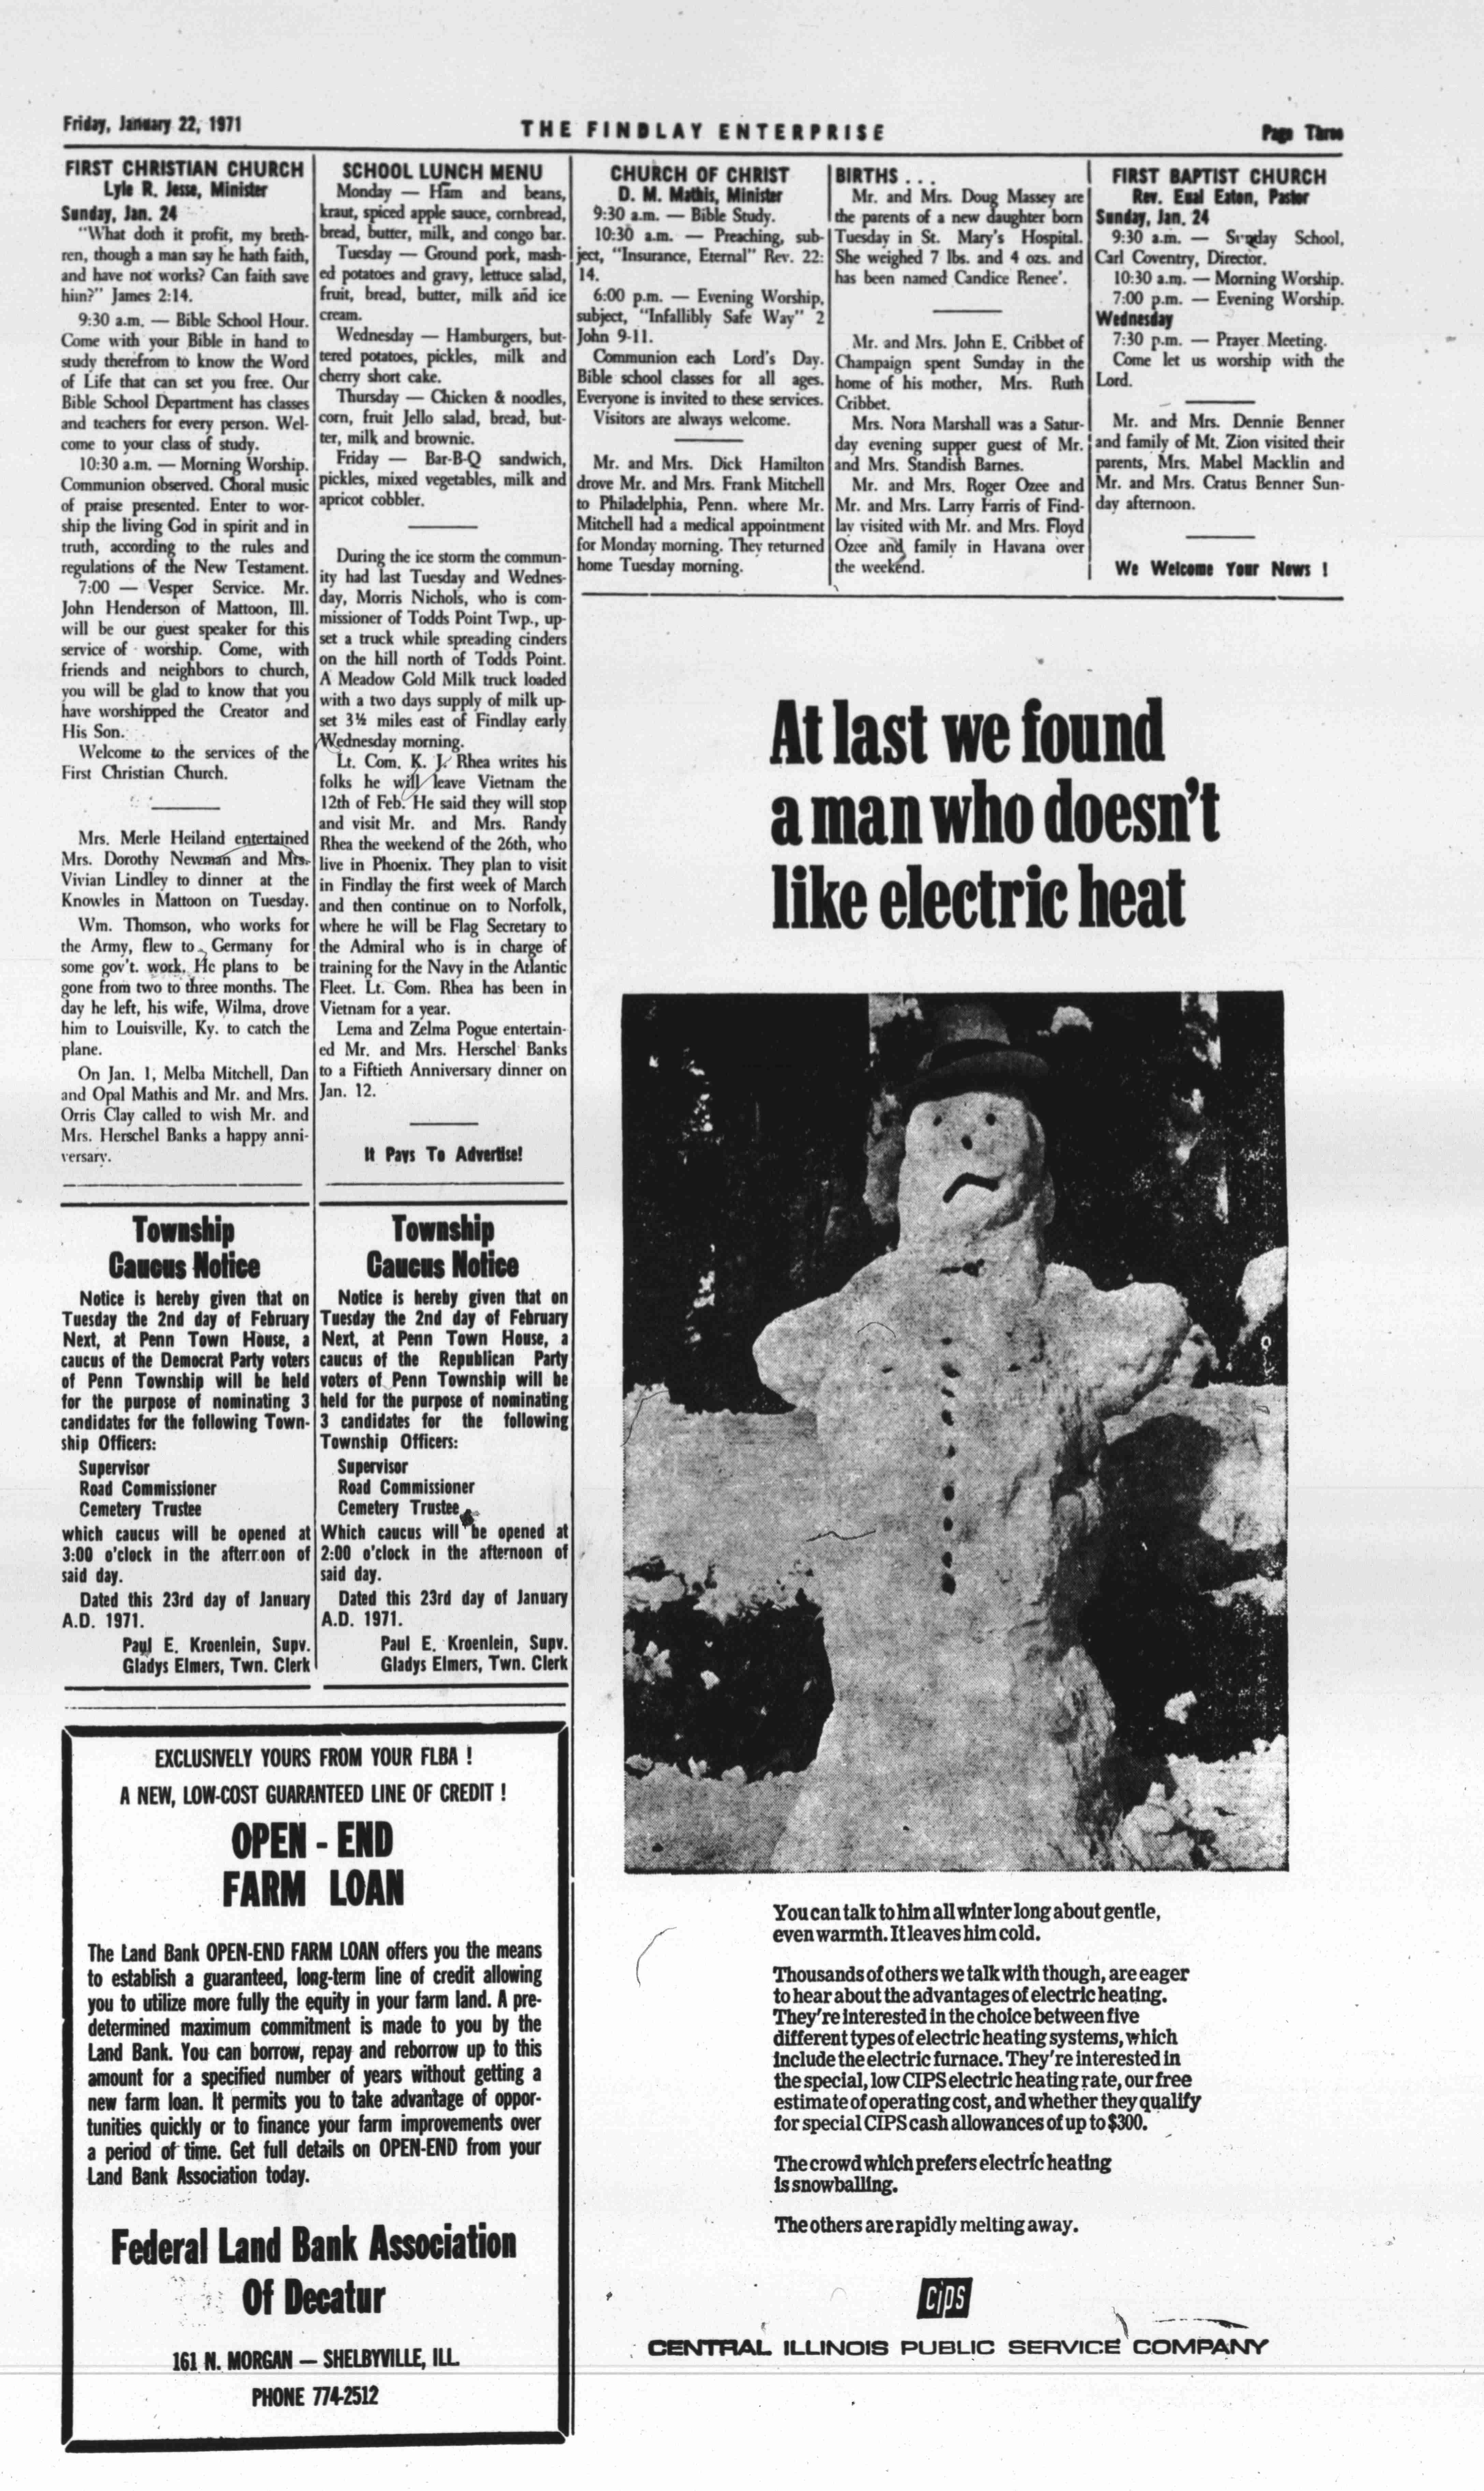 Friday, January 22, 1971
THE FINDLAY ENTERPRISE
Page Three
FIRST CHRISTIAN CHURCH
Lyle R. Jesse, Minister
Sunday, Jan. 24
"What doth it profit, my breth-
ren, though a man say he hath faith,
and have not works? Can faith save
him?" James 2:14.
9:30 a.m. — Bible School Hour.
Come with your Bible in hand to
study therefrom to know the Word
of Life that can set you free. Our
Bible School Department has classes
and teachers for every person. Wel-
come to your class of study.
10:30 a.m. — Morning Worship.
Communion observed. Choral music
of praise presented. Enter to wor-
ship the living God in spirit and in
truth, according to the rules and
regulations of the New Testament.
7:00 — Vesper Service. Mr.
John Henderson of Mattoon, Ill.
will be our guest speaker for this
service of worship. Come, with
friends and neighbors to church,
you will be glad to know that you
have worshipped the Creator and
His Son.
Welcome to the services of the
First Christian Church.
Mrs. Merle Heiland entertained
Mrs. Dorothy Newman and Mrs.
Vivian Lindley to dinner at the
Knowles in Mattoon on Tuesday.
Wm. Thomson, who works for
the Army, flew to Germany for
some gov't. work. He plans to be
gone from two to three months. The
day he left, his wife, Wilma, drove
him to Louisville, Ky. to catch the
plane.
On Jan. 1, Melba Mitchell, Dan
and Opal Mathis and Mr. and Mrs.
Orris Clay called to wish Mr. and
Mrs. Herschel Banks a happy anni-
versary.
Township
Caucus Notice
Notice is hereby given that on
Tuesday the 2nd day of February
Next, at Penn Town House, a
caucus of the Democrat Party voters
of Penn Township will be held
for the purpose of nominating 3
candidates for the following Town-
ship Officers:
Supervisor
Road Commissioner
Cemetery Trustee
which caucus will be opened at
3:00 o'clock in the afternoon of
said day.
Dated this 23rd day of January
A.D. 1971.
Paul E. Kroenlein, Supv.
Gladys Elmers, Twn. Clerk
SCHOOL LUNCH MENU
Monday — Ham and beans,
kraut, spiced apple sauce, cornbread,
bread, butter, milk, and congo bar.
Tuesday — Ground pork, mash-
ed potatoes and gravy, lettuce salad,
fruit, bread, butter, milk and ice
cream.
Wednesday — Hamburgers, but-
tered potatoes, pickles, milk and
cherry short cake.
Thursday — Chicken & noodles,
corn, fruit Jello salad, bread, but-
ter, milk and brownie.
Friday — Bar-B-Q sandwich,
pickles, mixed vegetables, milk and
apricot cobbler.
During the ice storm the commun-
ity had last Tuesday and Wednes-
day, Morris Nichols, who is com-
missioner of Todds Point Twp., up-
set a truck while spreading cinders
on the hill north of Todds Point.
A Meadow Gold Milk truck loaded
with a two days supply of milk up-
set 3½ miles east of Findlay early
Wednesday morning.
Lt. Com. K. J. Rhea writes his
folks he will leave Vietnam the
12th of Feb. He said they will stop
and visit Mr. and Mrs. Randy
Rhea the weekend of the 26th, who
live in Phoenix. They plan to visit
in Findlay the first week of March
and then continue on to Norfolk,
where he will be Flag Secretary to
the Admiral who is in charge of
training for the Navy in the Atlantic
Fleet. Lt. Com. Rhea has been in
Vietnam for a year.
Lema and Zelma Pogue entertain-
ed Mr. and Mrs. Herschel Banks
to a Fiftieth Anniversary dinner on
Jan. 12.
It Pays To Advertise!
Township
Caucus Notice
Notice is hereby given that on
Tuesday the 2nd day of February
Next, at Penn Town House, a
caucus of the Republican Party
voters of Penn Township will be
held for the purpose of nominating
3 candidates for the following
Township Officers:
Supervisor
Road Commissioner
Cemetery Trustee
Which caucus will be opened at
2:00 o'clock in the afternoon of
said day.
Dated this 23rd day of January
A.D. 1971.
Paul E. Kroenlein, Supv.
Gladys Elmers, Twn. Clerk
EXCLUSIVELY YOURS FROM YOUR FLBA !
A NEW, LOW-COST GUARANTEED LINE OF CREDIT !
OPEN - END
FARM LOAN
The Land Bank OPEN-END FARM LOAN offers you the means
to establish a guaranteed, long-term line of credit allowing
you to utilize more fully the equity in your farm land. A pre-
determined maximum commitment is made to you by the
Land Bank. You can borrow, repay and reborrow up to this
amount for a specified number of years without getting a
new farm loan. It permits you to take advantage of oppor-
tunities quickly or to finance your farm improvements over
a period of time. Get full details on OPEN-END from your
Land Bank Association today.
Federal Land Bank Association
Of Decatur
161 N. MORGAN — SHELBYVILLE, ILL.
PHONE 774-2512
CHURCH OF CHRIST
D. M. Mathis, Minister
9:30 a.m. — Bible Study.
10:30 a.m. — Preaching, sub-
ject, "Insurance, Eternal" Rev. 22:
14.
6:00 p.m. — Evening Worship,
subject, "Infallibly Safe Way" 2
John 9-11.
Communion each Lord's Day.
Bible school classes for all ages.
Everyone is invited to these services.
Visitors are always welcome.
Mr. and Mrs. Dick Hamilton
drove Mr. and Mrs. Frank Mitchell
to Philadelphia, Penn. where Mr.
Mitchell had a medical appointment
for Monday morning. They returned
home Tuesday morning.
BIRTHS . . .
Mr. and Mrs. Doug Massey are
the parents of a new daughter born
Tuesday in St. Mary's Hospital.
She weighed 7 lbs. and 4 ozs. and
has been named Candice Renee'.
Mr. and Mrs. John E. Cribbet of
Champaign spent Sunday in the
home of his mother, Mrs. Ruth
Cribbet.
Mrs. Nora Marshall was a Satur-
day evening supper guest of Mr.
and Mrs. Standish Barnes.
Mr. and Mrs. Roger Ozee and
Mr. and Mrs. Larry Farris of Find-
lay visited with Mr. and Mrs. Floyd
Ozee and family in Havana over
the weekend.
FIRST BAPTIST CHURCH
Rev. Eual Eaton, Pastor
Sunday, Jan. 24
9:30 a.m. — Sunday School,
Carl Coventry, Director.
10:30 a.m. — Morning Worship.
7:00 p.m. — Evening Worship.
Wednesday
7:30 p.m. — Prayer Meeting.
Come let us worship with the
Lord.
Mr. and Mrs. Dennie Benner
and family of Mt. Zion visited their
parents, Mrs. Mabel Macklin and
Mr. and Mrs. Cratus Benner Sun-
day afternoon.
We Welcome Your News !
At last we found
a man who doesn't
like electric heat
You can talk to him all winter long about gentle,
even warmth. It leaves him cold.
Thousands of others we talk with though, are eager
to hear about the advantages of electric heating.
They're interested in the choice between five
different types of electric heating systems, which
include the electric furnace. They're interested in
the special, low CIPS electric heating rate, our free
estimate of operating cost, and whether they qualify
for special CIPS cash allowances of up to $300.
The crowd which prefers electric heating
is snowballing.
The others are rapidly melting away.
cips
CENTRAL ILLINOIS PUBLIC SERVICE COMPANY